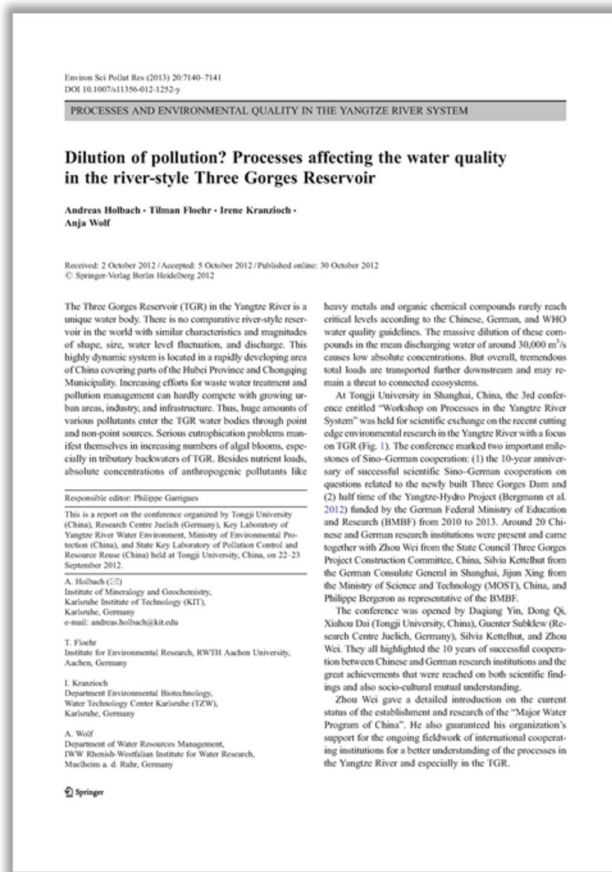 Environ Sci Pollut Res (2013) 20:7140–7141
DOI 10.1007/s11356-012-1252-y
PROCESSES AND ENVIRONMENTAL QUALITY IN THE YANGTZE RIVER SYSTEM
Dilution of pollution? Processes affecting the water quality
in the river-style Three Gorges Reservoir
Andreas Holbach · Tilman Floehr · Irene Kranzioch ·
Anja Wolf
Received: 2 October 2012 / Accepted: 5 October 2012 / Published online: 30 October 2012
© Springer-Verlag Berlin Heidelberg 2012
The Three Gorges Reservoir (TGR) in the Yangtze River is a
unique water body. There is no comparative river-style reser-
voir in the world with similar characteristics and magnitudes
of shape, size, water level fluctuation, and discharge. This
highly dynamic system is located in a rapidly developing area
of China covering parts of the Hubei Province and Chongqing
Municipality. Increasing efforts for waste water treatment and
pollution management can hardly compete with growing ur-
ban areas, industry, and infrastructure. Thus, huge amounts of
various pollutants enter the TGR water bodies through point
and non-point sources. Serious eutrophication problems man-
ifest themselves in increasing numbers of algal blooms, espe-
cially in tributary backwaters of TGR. Besides nutrient loads,
absolute concentrations of anthropogenic pollutants like
Responsible editor: Philippe Garrigues
This is a report on the conference organized by Tongji University
(China), Research Centre Juelich (Germany), Key Laboratory of
Yangtze River Water Environment, Ministry of Environmental Pro-
tection (China), and State Key Laboratory of Pollution Control and
Resource Reuse (China) held at Tongji University, China, on 22–23
September 2012.
A. Holbach (✉)
Institute of Mineralogy and Geochemistry,
Karlsruhe Institute of Technology (KIT),
Karlsruhe, Germany
e-mail: andreas.holbach@kit.edu
T. Floehr
Institute for Environmental Research, RWTH Aachen University,
Aachen, Germany
I. Kranzioch
Department Environmental Biotechnology,
Water Technology Center Karlsruhe (TZW),
Karlsruhe, Germany
A. Wolf
Department of Water Resources Management,
IWW Rhenish-Westfalian Institute for Water Research,
Muelheim a. d. Ruhr, Germany
heavy metals and organic chemical compounds rarely reach
critical levels according to the Chinese, German, and WHO
water quality guidelines. The massive dilution of these com-
pounds in the mean discharging water of around 30,000 m³/s
causes low absolute concentrations. But overall, tremendous
total loads are transported further downstream and may re-
main a threat to connected ecosystems.
At Tongji University in Shanghai, China, the 3rd confer-
ence entitled “Workshop on Processes in the Yangtze River
System” was held for scientific exchange on the recent cutting
edge environmental research in the Yangtze River with a focus
on TGR (Fig. 1). The conference marked two important mile-
stones of Sino–German cooperation: (1) the 10-year anniver-
sary of successful scientific Sino–German cooperation on
questions related to the newly built Three Gorges Dam and
(2) half time of the Yangtze-Hydro Project (Bergmann et al.
2012) funded by the German Federal Ministry of Education
and Research (BMBF) from 2010 to 2013. Around 20 Chi-
nese and German research institutions were present and came
together with Zhou Wei from the State Council Three Gorges
Project Construction Committee, China, Silvia Kettelhut from
the German Consulate General in Shanghai, Jijun Xing from
the Ministry of Science and Technology (MOST), China, and
Philippe Bergeron as representative of the BMBF.
The conference was opened by Daqiang Yin, Dong Qi,
Xiahou Dai (Tongji University, China), Guenter Subklew (Re-
search Centre Juelich, Germany), Silvia Kettelhut, and Zhou
Wei. They all highlighted the 10 years of successful coopera-
tion between Chinese and German research institutions and the
great achievements that were reached on both scientific find-
ings and also socio-cultural mutual understanding.
Zhou Wei gave a detailed introduction on the current
status of the establishment and research of the “Major Water
Program of China”. He also guaranteed his organization’s
support for the ongoing fieldwork of international cooperat-
ing institutions for a better understanding of the processes in
the Yangtze River and especially in the TGR.
Springer